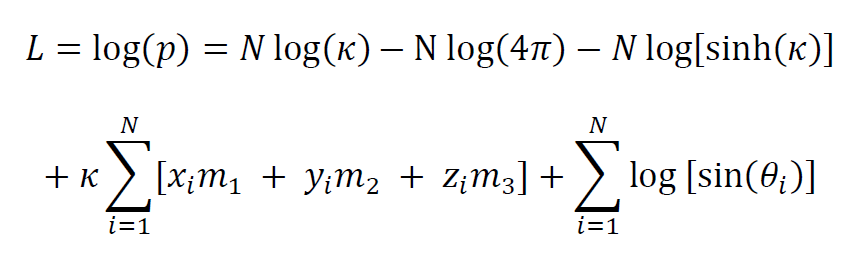 L = log(p) = N log(κ) − N log(4π) − N log[sinh(κ)]
+ κ ∑_{i=1}^{N} [x_i m_1 + y_i m_2 + z_i m_3] + ∑_{i=1}^{N} log [sin(θ_i)]